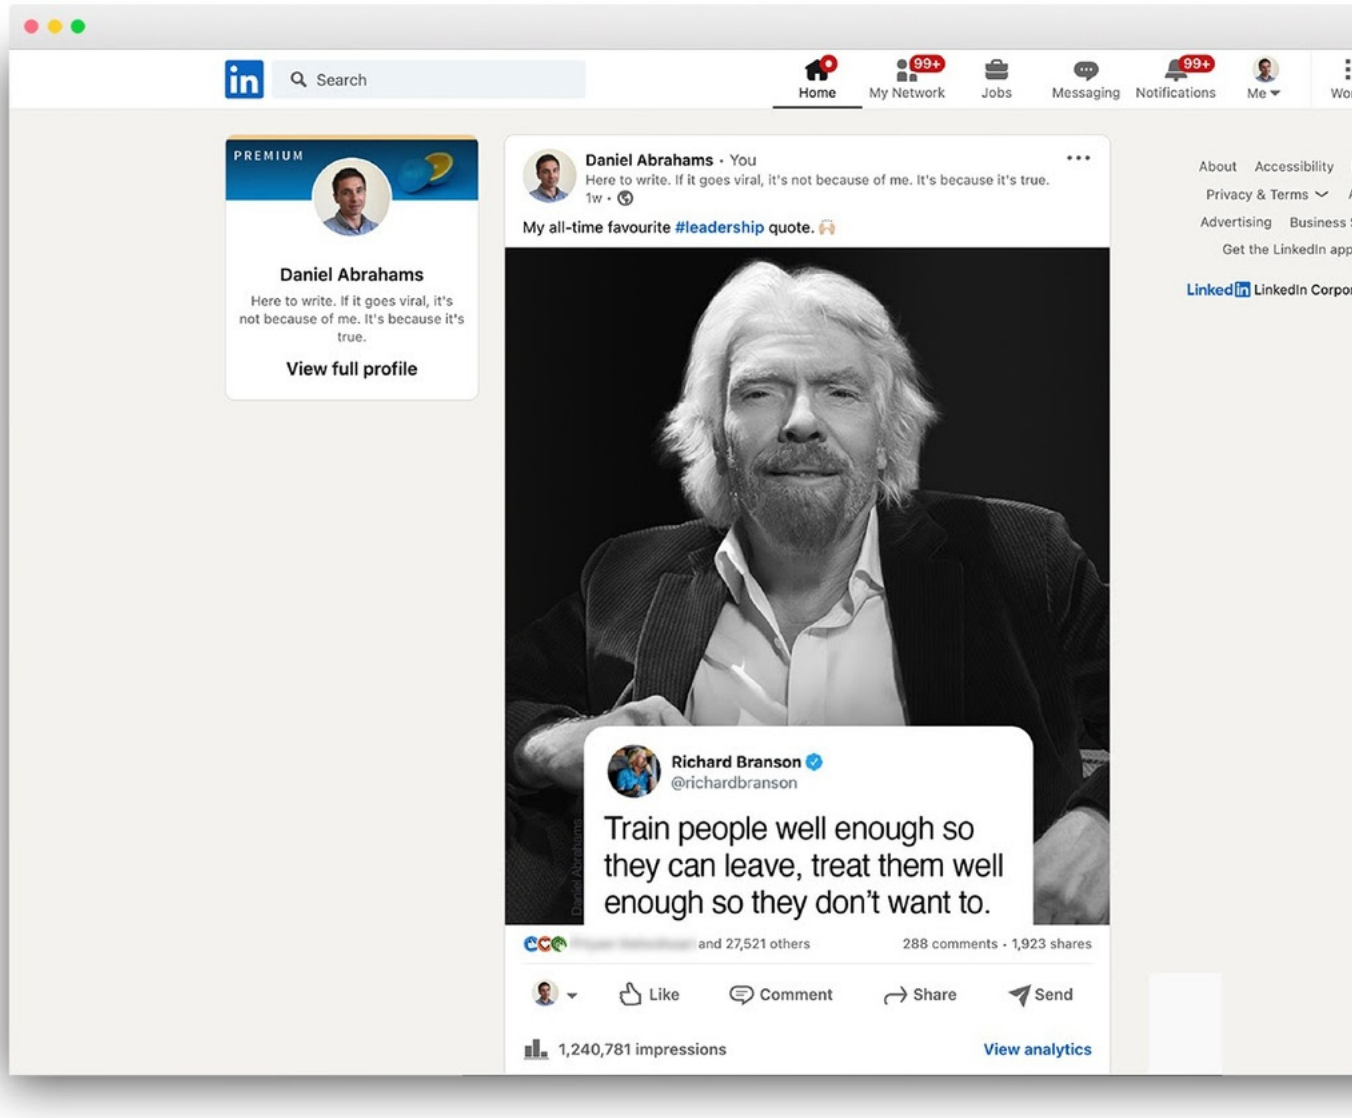 in
Search
Home
99+
My Network
Jobs
Messaging
99+
Notifications
Me
PREMIUM
Daniel Abrahams
Here to write. If it goes viral, it's
not because of me. It's because it's
true.
View full profile
Daniel Abrahams • You
Here to write. If it goes viral, it's not because of me. It's because it's true.
1w •
My all-time favourite #leadership quote.
Richard Branson
@richardbranson
Train people well enough so
they can leave, treat them well
enough so they don't want to.
Daniel Abrahams
and 27,521 others
288 comments • 1,923 shares
Like
Comment
Share
Send
1,240,781 impressions
View analytics
About Accessibility
Privacy & Terms
Advertising Business
Get the LinkedIn app
Linkedin LinkedIn